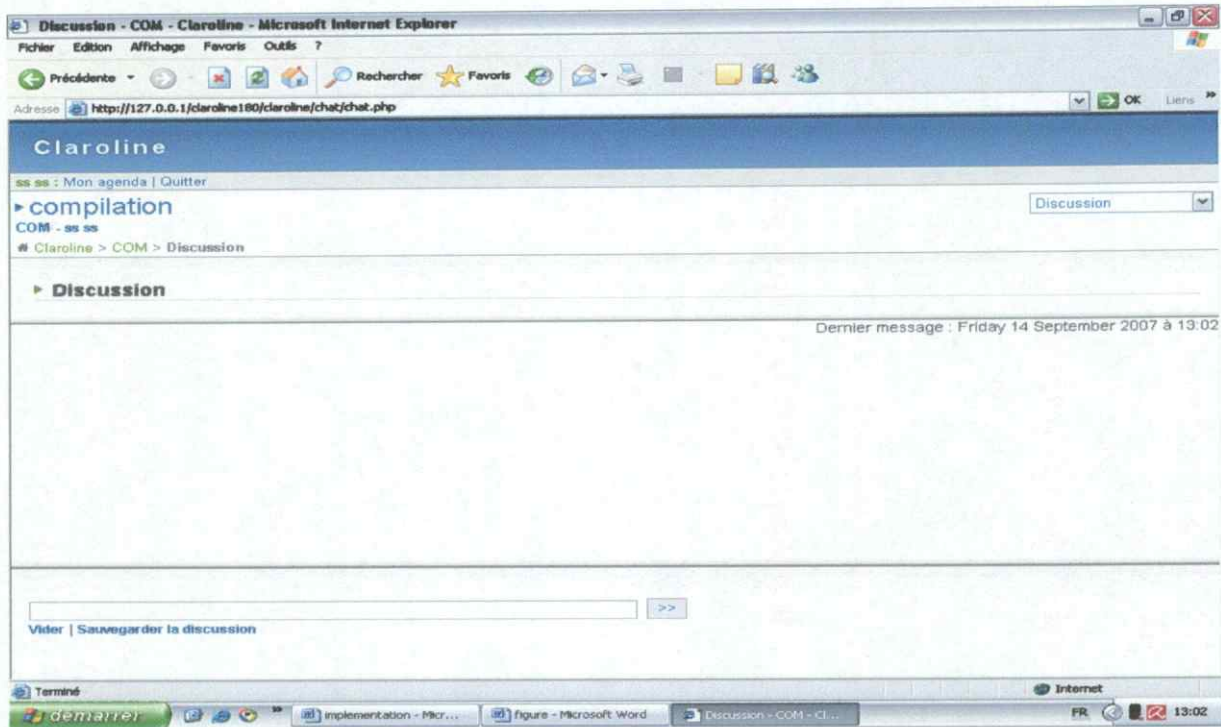 Discussion - COM - Claroline - Microsoft Internet Explorer
Fichier Edition Affichage Favoris Outils ?
Précédente Rechercher Favoris
Adresse http://127.0.0.1/claroline180/claroline/chat/chat.php OK Liens »
Claroline
ss ss : Mon agenda | Quitter
compilation Discussion
COM - ss ss
Claroline > COM > Discussion
Discussion
Dernier message : Friday 14 September 2007 à 13:02
>>
Vider | Sauvegarder la discussion
Terminé Internet
démarrer » implementation - Micr... figure - Microsoft Word Discussion - COM - Cl... FR 13:02